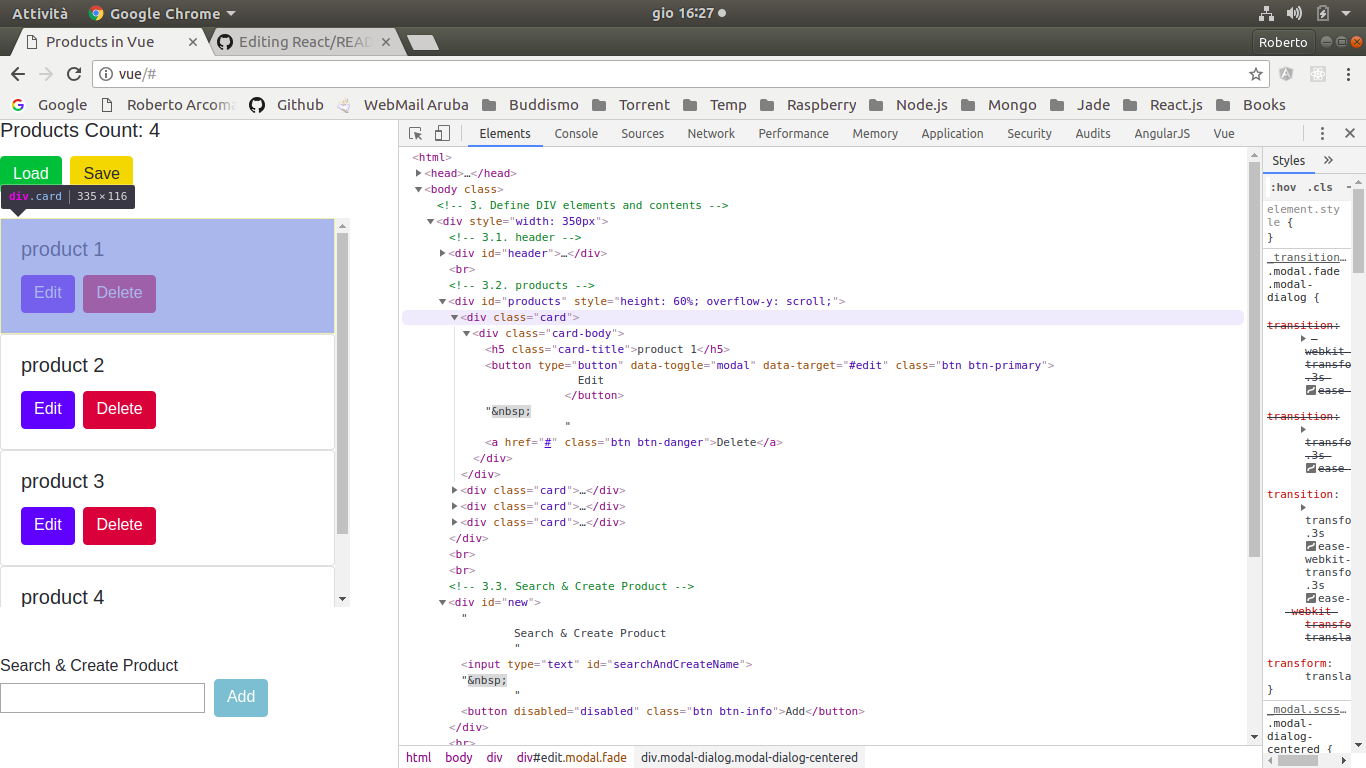 Attività Google Chrome gio 16:27
Products in Vue Editing React/READ Roberto
vue/#
Google Roberto Arcoma Github WebMail Aruba Buddismo Torrent Temp Raspberry Node.js Mongo Jade React.js Books
Products Count: 4
Load Save
div.card 335 × 116
product 1
Edit Delete
product 2
Edit Delete
product 3
Edit Delete
product 4
Search & Create Product
Add
Elements Console Sources Network Performance Memory Application Security Audits AngularJS Vue
<html>
<head>…</head>
<body class>
<!-- 3. Define DIV elements and contents -->
<div style="width: 350px">
<!-- 3.1. header -->
<div id="header">…</div>
<br>
<!-- 3.2. products -->
<div id="products" style="height: 60%; overflow-y: scroll;">
<div class="card">
<div class="card-body">
<h5 class="card-title">product 1</h5>
<button type="button" data-toggle="modal" data-target="#edit" class="btn btn-primary">
Edit
</button>
"&nbsp;
"
<a href="#" class="btn btn-danger">Delete</a>
</div>
</div>
<div class="card">…</div>
<div class="card">…</div>
<div class="card">…</div>
</div>
<br>
<br>
<!-- 3.3. Search & Create Product -->
<div id="new">
"
Search & Create Product
"
<input type="text" id="searchAndCreateName">
"&nbsp;
"
<button disabled="disabled" class="btn btn-info">Add</button>
</div>
<br>
html body div div#edit.modal.fade div.modal-dialog.modal-dialog-centered
Styles »
:hov .cls
element.sty
le {
}
_transition…
.modal.fade
.modal-
dialog {
transition:
–
webkit-
transfo
.3s
ease-
transition:
transfo
.3s
ease-
transition:
transfo
.3s
ease-
webkit-
transfo
.3s
ease-
-webkit-
transfo
transla
transform:
transla
}
_modal.scss…
.modal-
dialog-
centered {